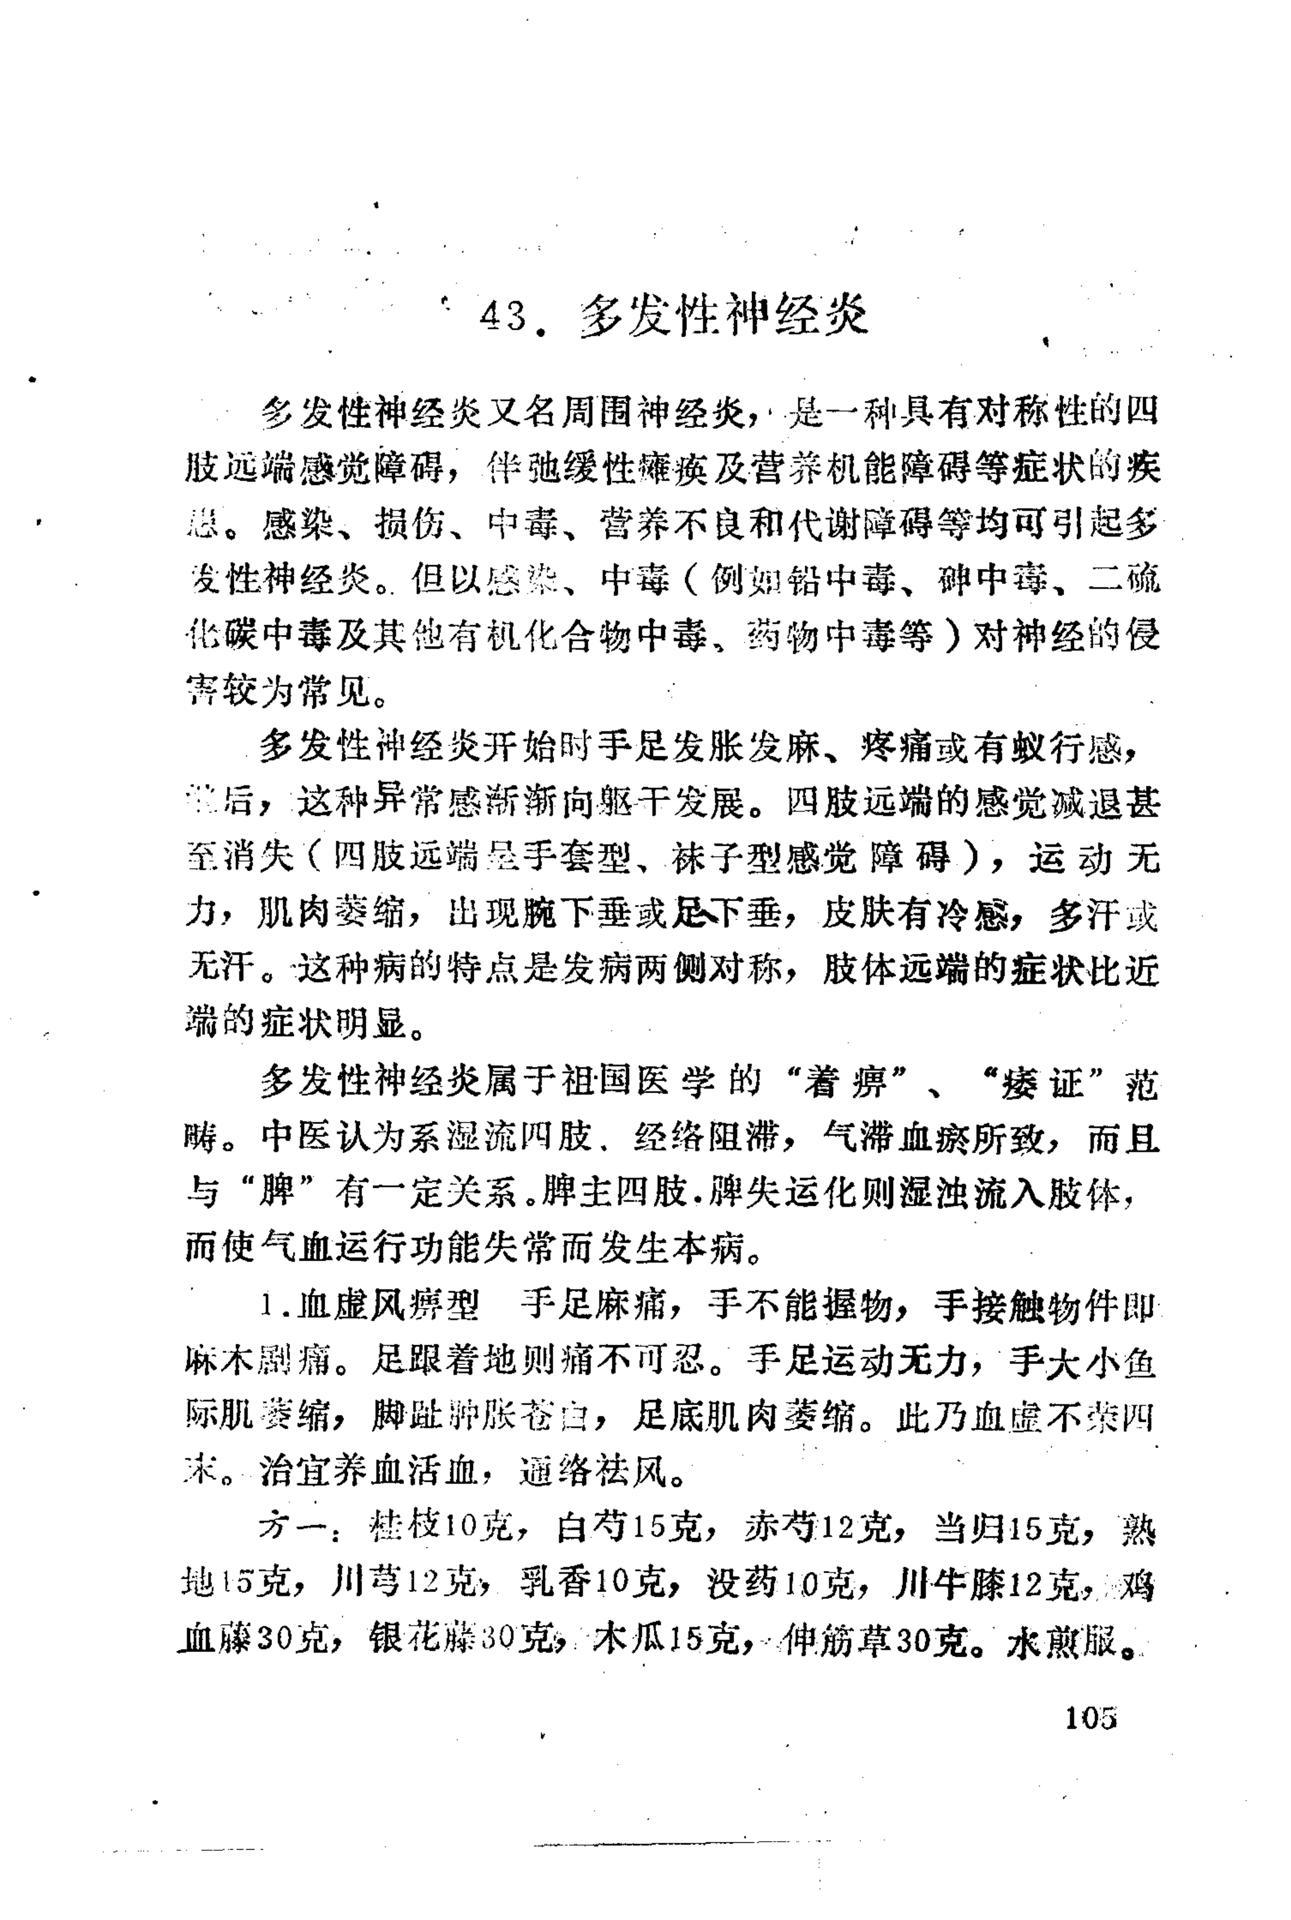 43．多发性神经炎
多发性神经炎又名周围神经炎，是一种具有对称性的四
肢远端感觉障碍，伴弛缓性瘫痪及营养机能障碍等症状的疾
患。感染、损伤、中毒、营养不良和代谢障碍等均可引起多
发性神经炎。但以感染、中毒（例如铅中毒、砷中毒、二硫
化碳中毒及其他有机化合物中毒、药物中毒等）对神经的侵
害较为常见。
多发性神经炎开始时手足发胀发麻、疼痛或有蚁行感，
后，这种异常感渐渐向躯干发展。四肢远端的感觉减退甚
至消失（四肢远端呈手套型、袜子型感觉障碍），运动无
力，肌肉萎缩，出现腕下垂或足下垂，皮肤有冷感，多汗或
无汗。这种病的特点是发病两侧对称，肢体远端的症状比近
端的症状明显。
多发性神经炎属于祖国医学的“着痹”、“痿证”范
畴。中医认为系湿流四肢．经络阻滞，气滞血瘀所致，而且
与“脾”有一定关系。脾主四肢．脾失运化则湿浊流入肢体，
而使气血运行功能失常而发生本病。
1．血虚风痹型　手足麻痛，手不能握物，手接触物件即
麻木剧痛。足跟着地则痛不可忍。手足运动无力，手大小鱼
际肌萎缩，脚趾肿胀苍白，足底肌肉萎缩。此乃血虚不荣四
末。治宜养血活血，通络祛风。
方一：桂枝10克，白芍15克，赤芍12克，当归15克，熟
地15克，川芎12克，乳香10克，没药10克，川牛膝12克，鸡
血藤30克，银花藤30克，木瓜15克，伸筋草30克。水煎服。
105